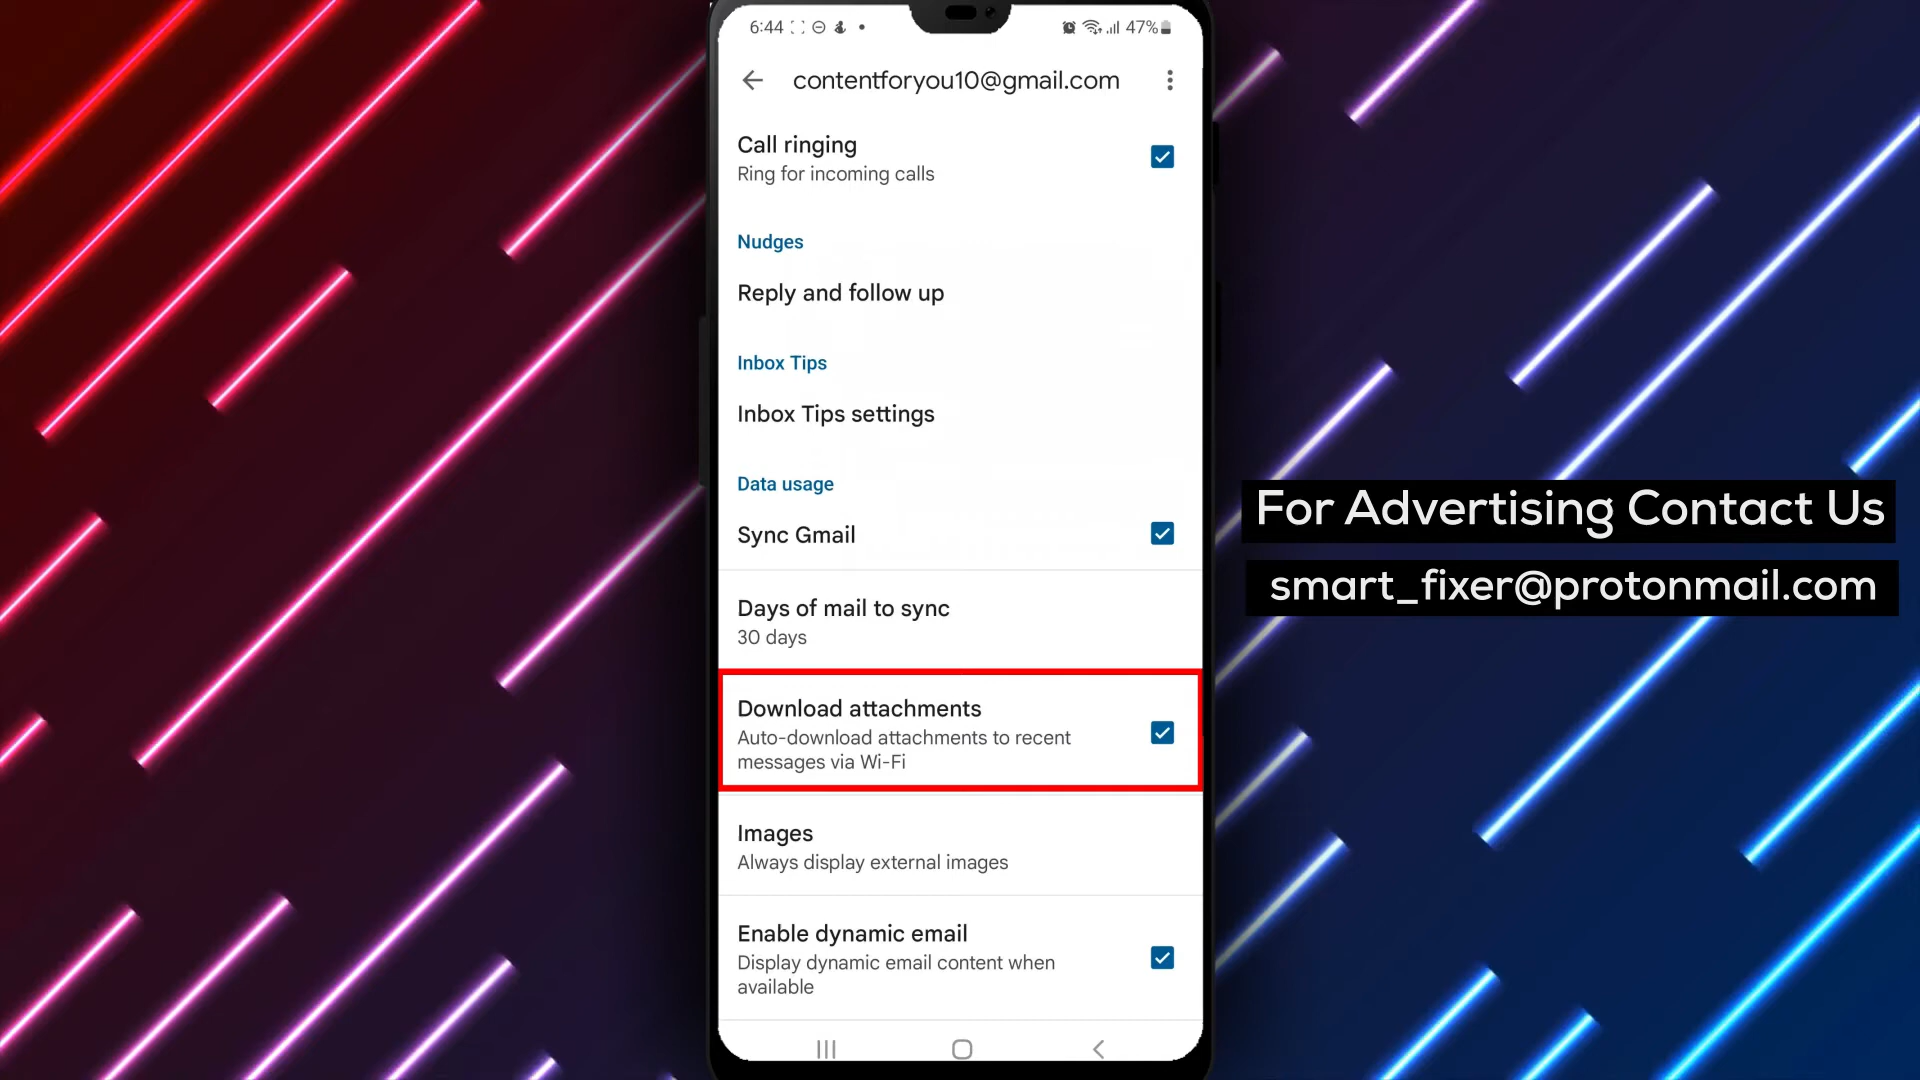 6:44
47%
contentforyou10@gmail.com
Call ringing
Ring for incoming calls
Nudges
Reply and follow up
Inbox Tips
Inbox Tips settings
Data usage
Sync Gmail
Days of mail to sync
30 days
Download attachments
Auto-download attachments to recent
messages via Wi-Fi
Images
Always display external images
Enable dynamic email
Display dynamic email content when
available
For Advertising Contact Us
smart_fixer@protonmail.com